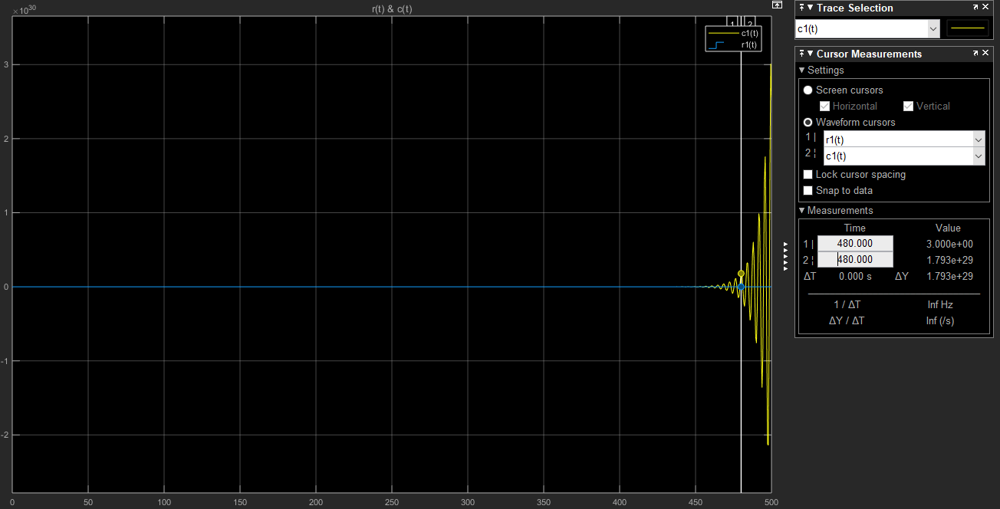 ×10^30
r(t) & c(t)
1 2
c1(t)
r1(t)
3
2
1
0
-1
-2
0 50 100 150 200 250 300 350 400 450 500
Trace Selection
c1(t)
Cursor Measurements
Settings
Screen cursors
Horizontal Vertical
Waveform cursors
1 | r1(t)
2 ¦ c1(t)
Lock cursor spacing
Snap to data
Measurements
Time Value
1 | 480.000 3.000e+00
2 ¦ 480.000 1.793e+29
ΔT 0.000 s ΔY 1.793e+29
1 / ΔT Inf Hz
ΔY / ΔT Inf (/s)